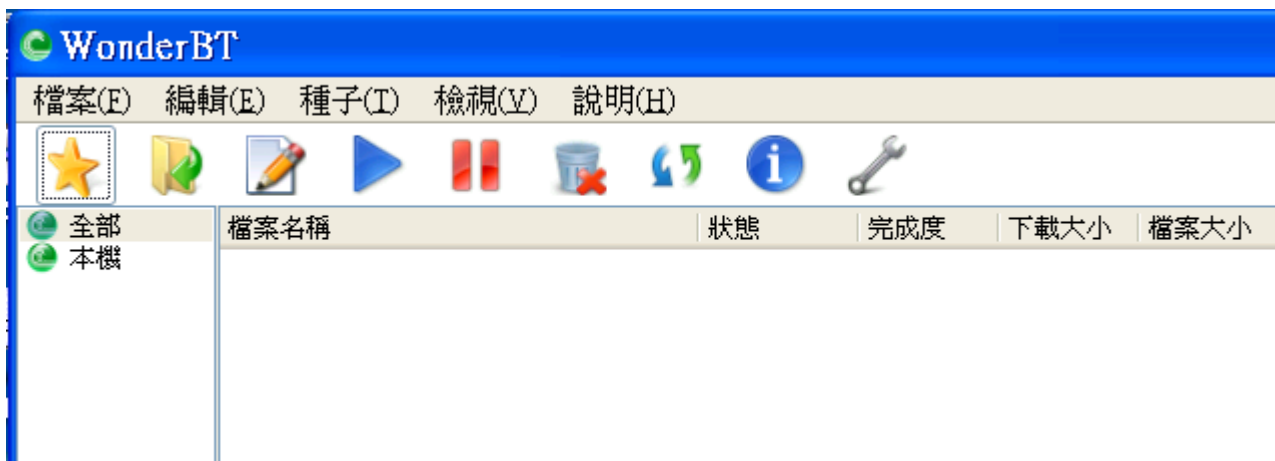 WonderBT
檔案(F) 編輯(E) 種子(T) 檢視(V) 說明(H)
全部 檔案名稱 狀態 完成度 下載大小 檔案大小
本機